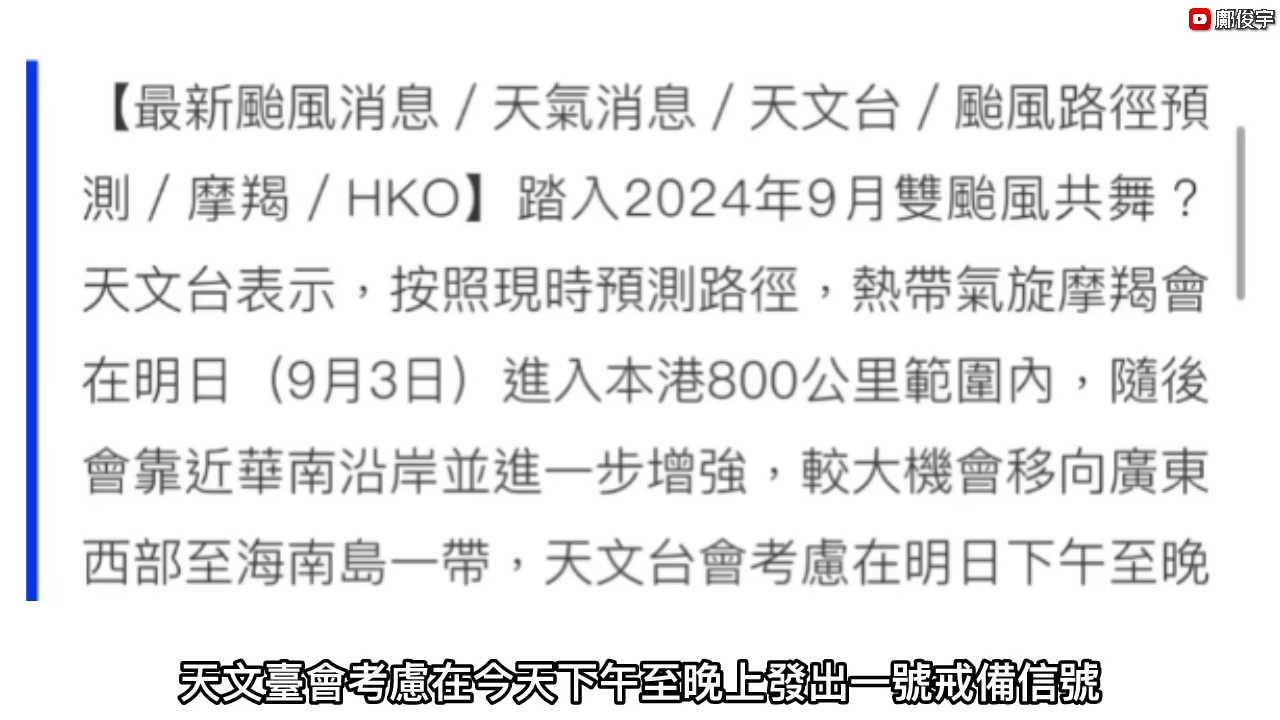 鄺俊宇
【最新颱風消息／天氣消息／天文台／颱風路徑預
測／摩羯／HKO】踏入2024年9月雙颱風共舞？
天文台表示，按照現時預測路徑，熱帶氣旋摩羯會
在明日（9月3日）進入本港800公里範圍內，隨後
會靠近華南沿岸並進一步增強，較大機會移向廣東
西部至海南島一帶，天文台會考慮在明日下午至晚
天文臺會考慮在今天下午至晚上發出一號戒備信號